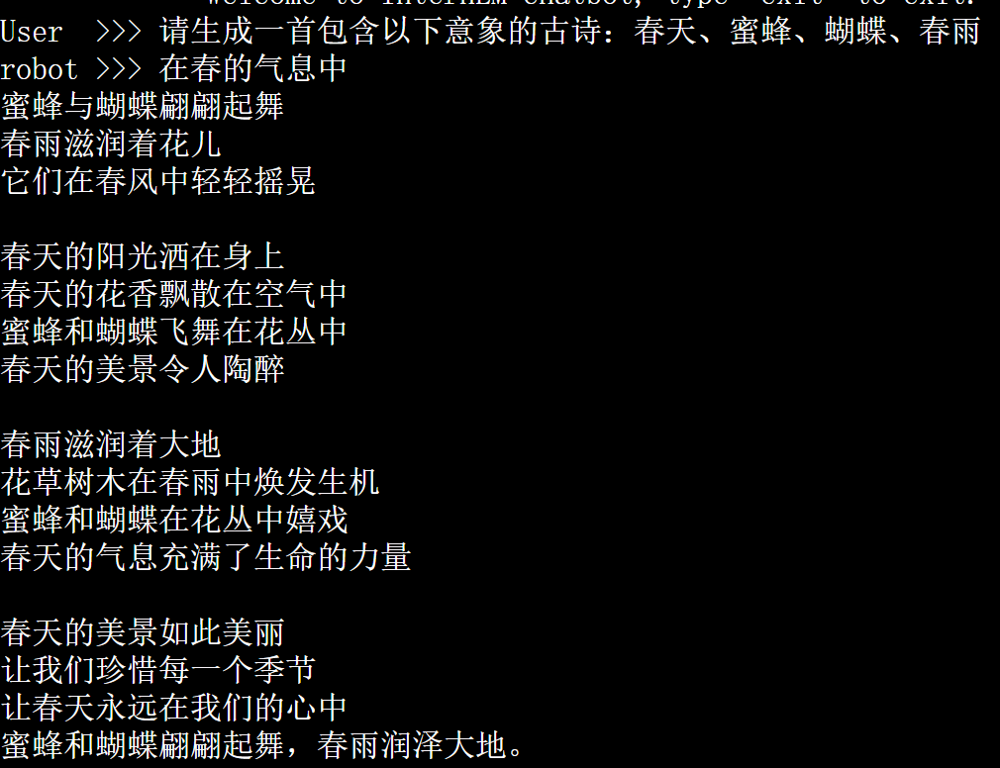 Welcome to InternLM chatbot, type 'exit' to exit.
User  >>> 请生成一首包含以下意象的古诗：春天、蜜蜂、蝴蝶、春雨
robot >>> 在春的气息中
蜜蜂与蝴蝶翩翩起舞
春雨滋润着花儿
它们在春风中轻轻摇晃
春天的阳光洒在身上
春天的花香飘散在空气中
蜜蜂和蝴蝶飞舞在花丛中
春天的美景令人陶醉
春雨滋润着大地
花草树木在春雨中焕发生机
蜜蜂和蝴蝶在花丛中嬉戏
春天的气息充满了生命的力量
春天的美景如此美丽
让我们珍惜每一个季节
让春天永远在我们的心中
蜜蜂和蝴蝶翩翩起舞，春雨润泽大地。